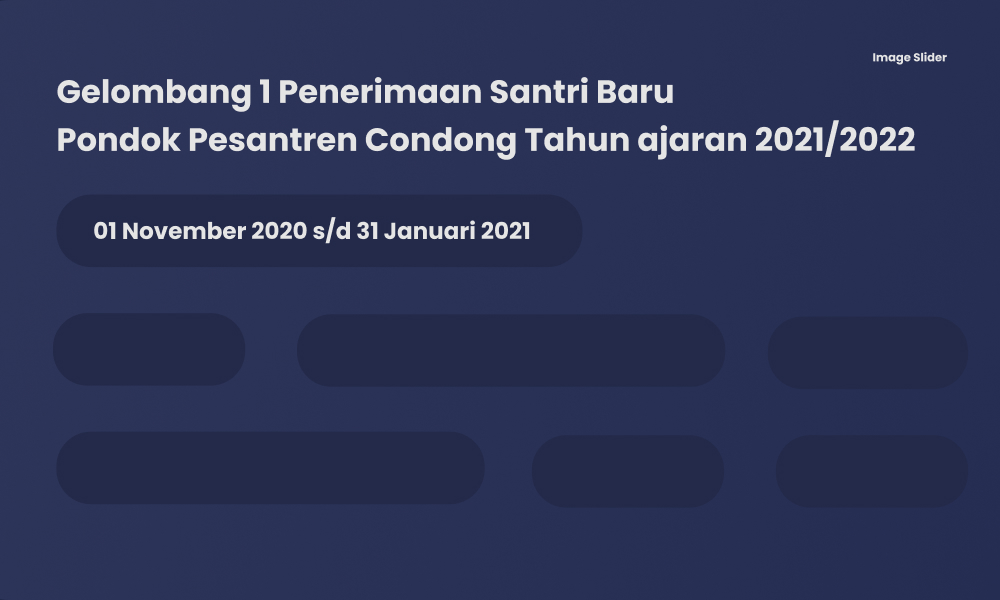 Image Slider
Gelombang 1 Penerimaan Santri Baru
Pondok Pesantren Condong Tahun ajaran 2021/2022
01 November 2020 s/d 31 Januari 2021